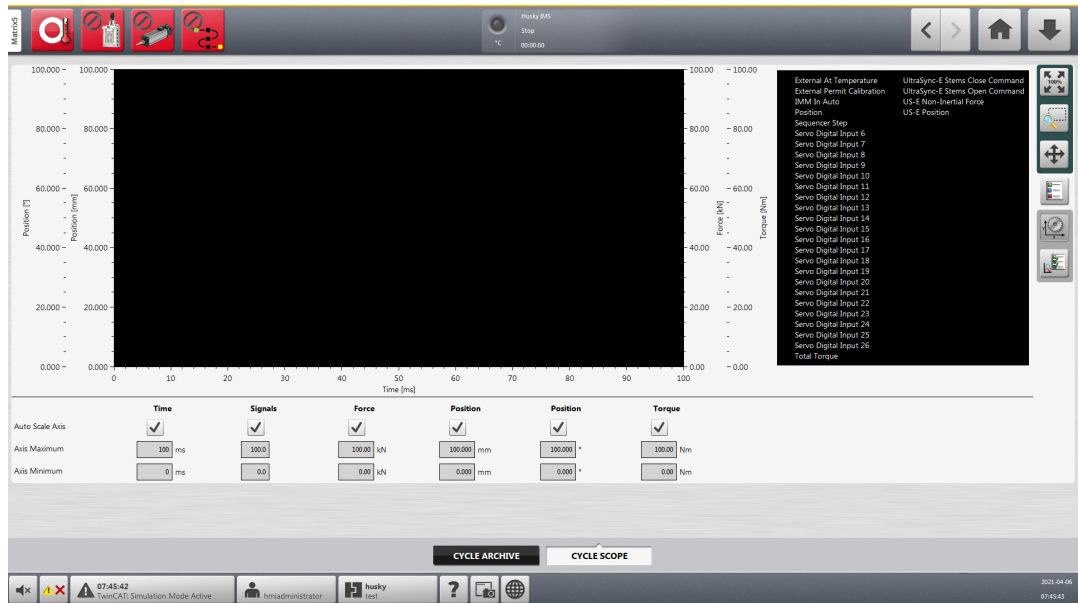 Matrix5
Husky IMS
Stop
°C
00:00:00
100%
100.000
100.000
100.00
100.00
80.000
80.000
80.00
80.00
60.000
60.000
60.00
60.00
40.000
40.000
40.00
40.00
20.000
20.000
20.00
20.00
0.000
0.000
0.00
0.00
Position [°]
Position [mm]
Force [kN]
Torque [Nm]
0 10 20 30 40 50 60 70 80 90 100
Time [ms]
External At Temperature
External Permit Calibration
IMM In Auto
Position
Sequencer Step
Servo Digital Input 6
Servo Digital Input 7
Servo Digital Input 8
Servo Digital Input 9
Servo Digital Input 10
Servo Digital Input 11
Servo Digital Input 12
Servo Digital Input 13
Servo Digital Input 14
Servo Digital Input 15
Servo Digital Input 16
Servo Digital Input 17
Servo Digital Input 18
Servo Digital Input 19
Servo Digital Input 20
Servo Digital Input 21
Servo Digital Input 22
Servo Digital Input 23
Servo Digital Input 24
Servo Digital Input 25
Servo Digital Input 26
Total Torque
UltraSync-E Stems Close Command
UltraSync-E Stems Open Command
US-E Non-Inertial Force
US-E Position
Time Signals Force Position Position Torque
Auto Scale Axis
Axis Maximum 100 ms 100.0 100.00 kN 100.000 mm 100.000 ° 100.00 Nm
Axis Minimum 0 ms 0.0 0.00 kN 0.000 mm 0.000 ° 0.00 Nm
CYCLE ARCHIVE CYCLE SCOPE
07:45:42
TwinCAT: Simulation Mode Active
hmiadministrator
husky
test
?
2021-04-06
07:45:43